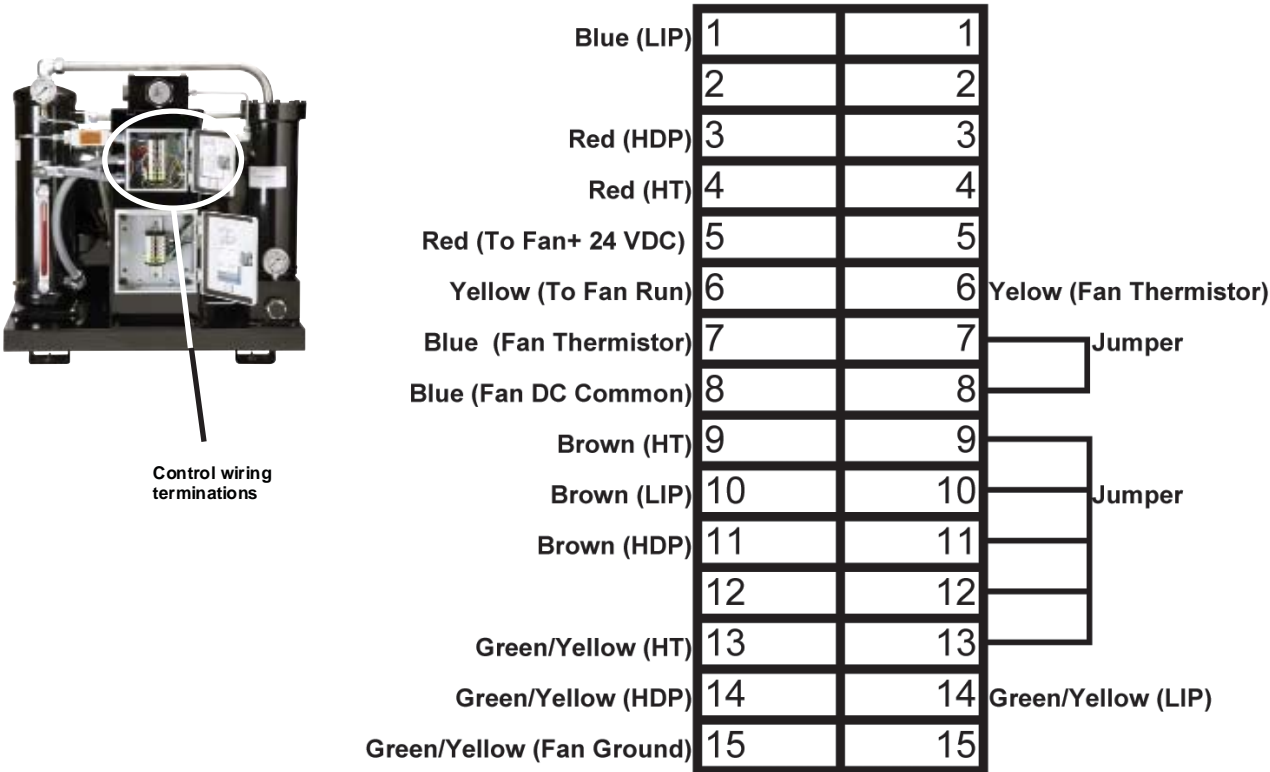 Blue (LIP) 1 1
2 2
Red (HDP) 3 3
Red (HT) 4 4
Red (To Fan+ 24 VDC) 5 5
Yellow (To Fan Run) 6 6 Yelow (Fan Thermistor)
Blue (Fan Thermistor) 7 7 Jumper
Blue (Fan DC Common) 8 8
Brown (HT) 9 9
Brown (LIP) 10 10 Jumper
Brown (HDP) 11 11
12 12
Green/Yellow (HT) 13 13
Green/Yellow (HDP) 14 14 Green/Yellow (LIP)
Green/Yellow (Fan Ground) 15 15
Control wiring
terminations